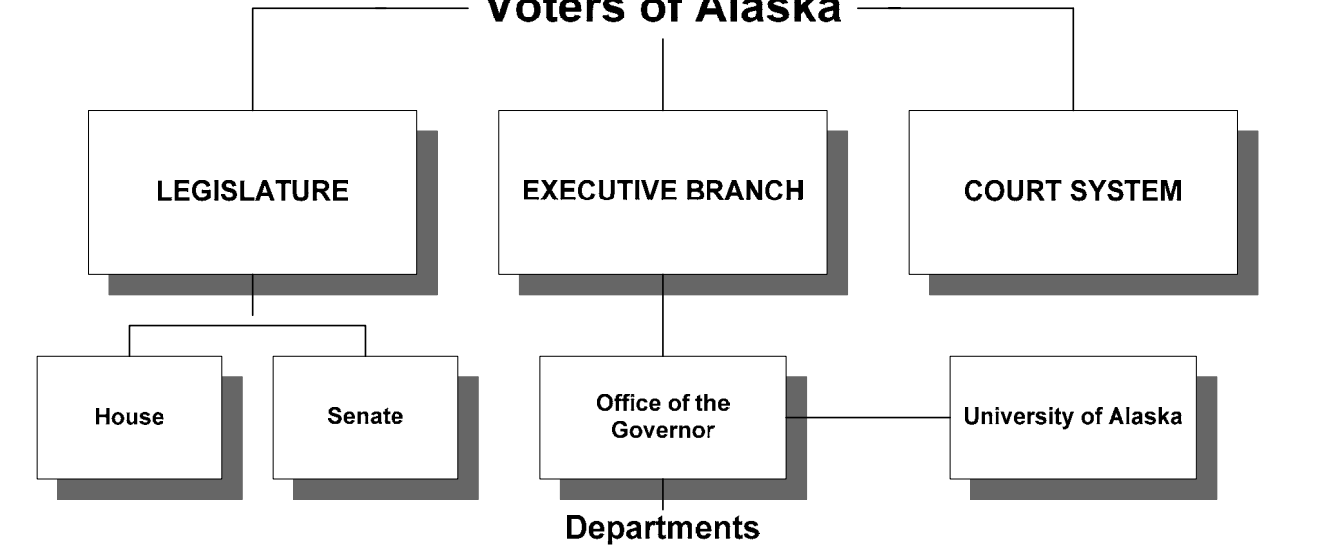 Voters of Alaska
LEGISLATURE
EXECUTIVE BRANCH
COURT SYSTEM
House
Senate
Office of the
Governor
University of Alaska
Departments